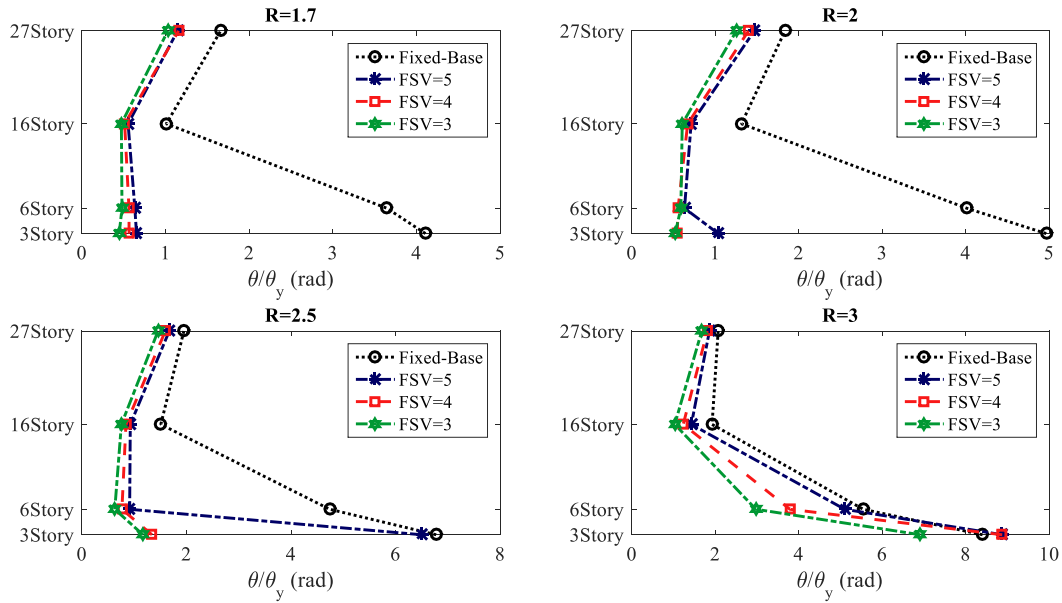 R=1.7
27Story
16Story
6Story
3Story
0 1 2 3 4 5
θ/θy (rad)
Fixed-Base
FSV=5
FSV=4
FSV=3
R=2
27Story
16Story
6Story
3Story
0 1 2 3 4 5
θ/θy (rad)
Fixed-Base
FSV=5
FSV=4
FSV=3
R=2.5
27Story
16Story
6Story
3Story
0 2 4 6 8
θ/θy (rad)
Fixed-Base
FSV=5
FSV=4
FSV=3
R=3
27Story
16Story
6Story
3Story
0 2 4 6 8 10
θ/θy (rad)
Fixed-Base
FSV=5
FSV=4
FSV=3